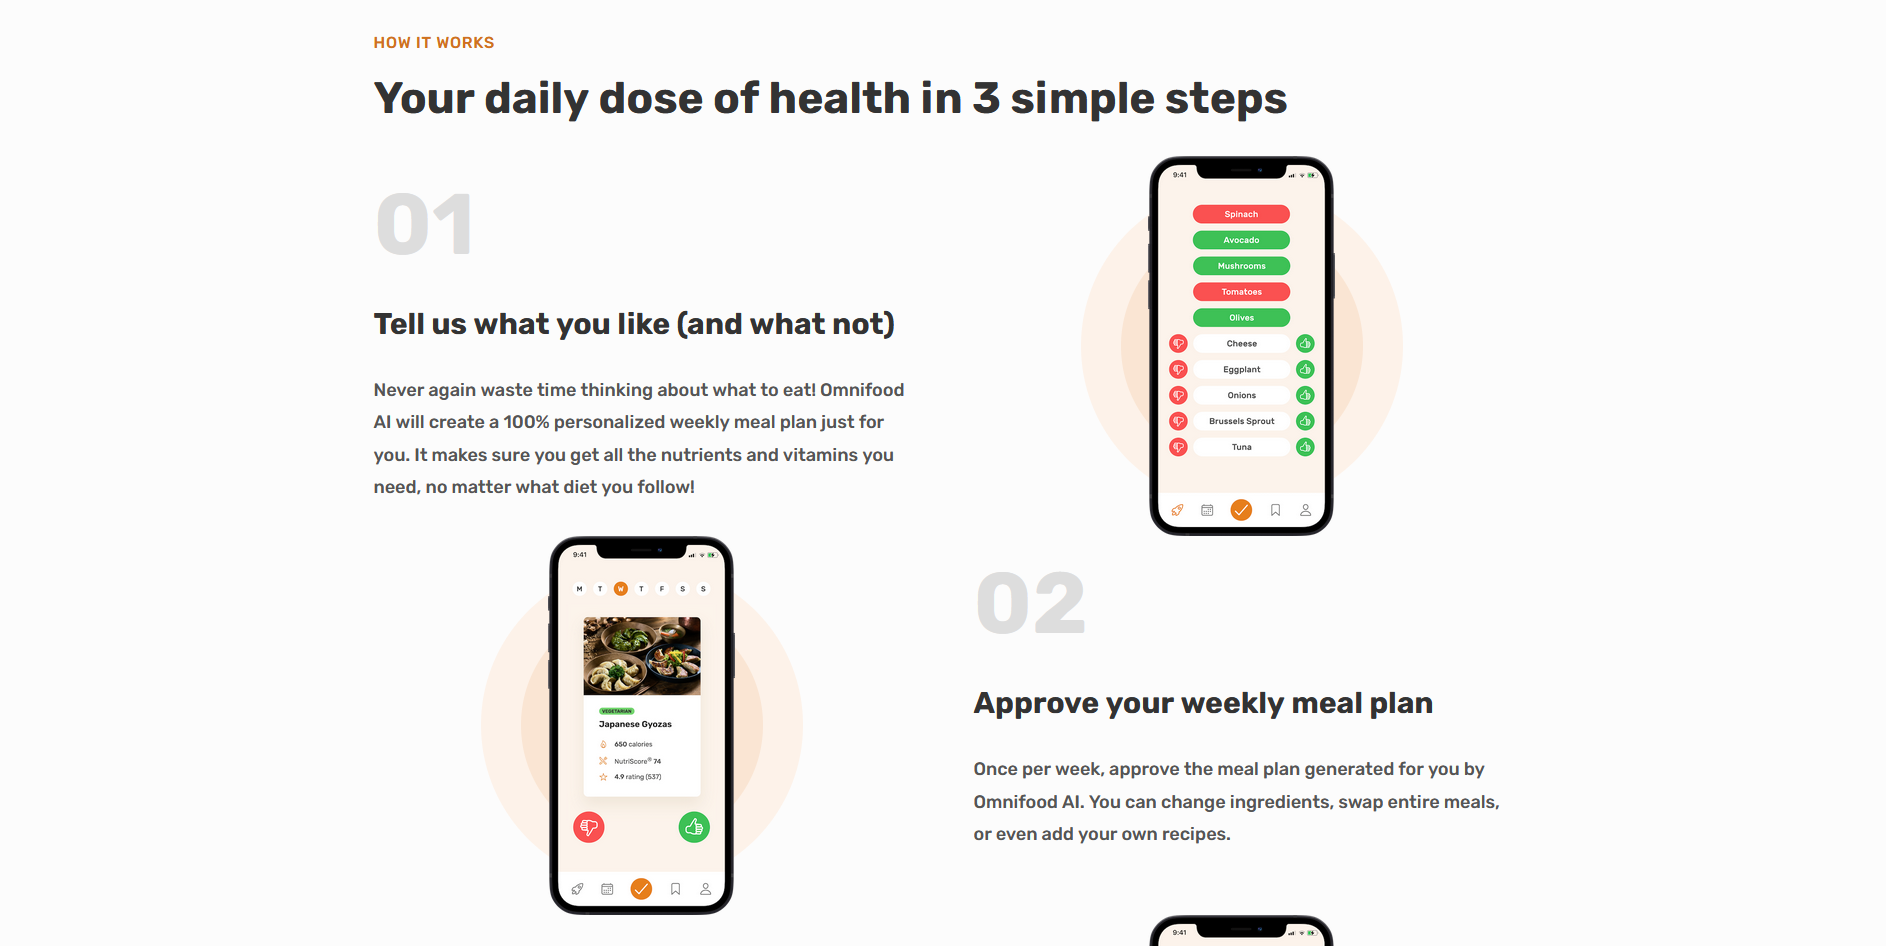 HOW IT WORKS
Your daily dose of health in 3 simple steps
01
Tell us what you like (and what not)
Never again waste time thinking about what to eat! Omnifood
AI will create a 100% personalized weekly meal plan just for
you. It makes sure you get all the nutrients and vitamins you
need, no matter what diet you follow!
9:41
Spinach
Avocado
Mushrooms
Tomatoes
Olives
Cheese
Eggplant
Onions
Brussels Sprout
Tuna
9:41
M T W T F S S
VEGETARIAN
Japanese Gyozas
650 calories
NutriScore® 74
4.9 rating (537)
02
Approve your weekly meal plan
Once per week, approve the meal plan generated for you by
Omnifood AI. You can change ingredients, swap entire meals,
or even add your own recipes.
9:41